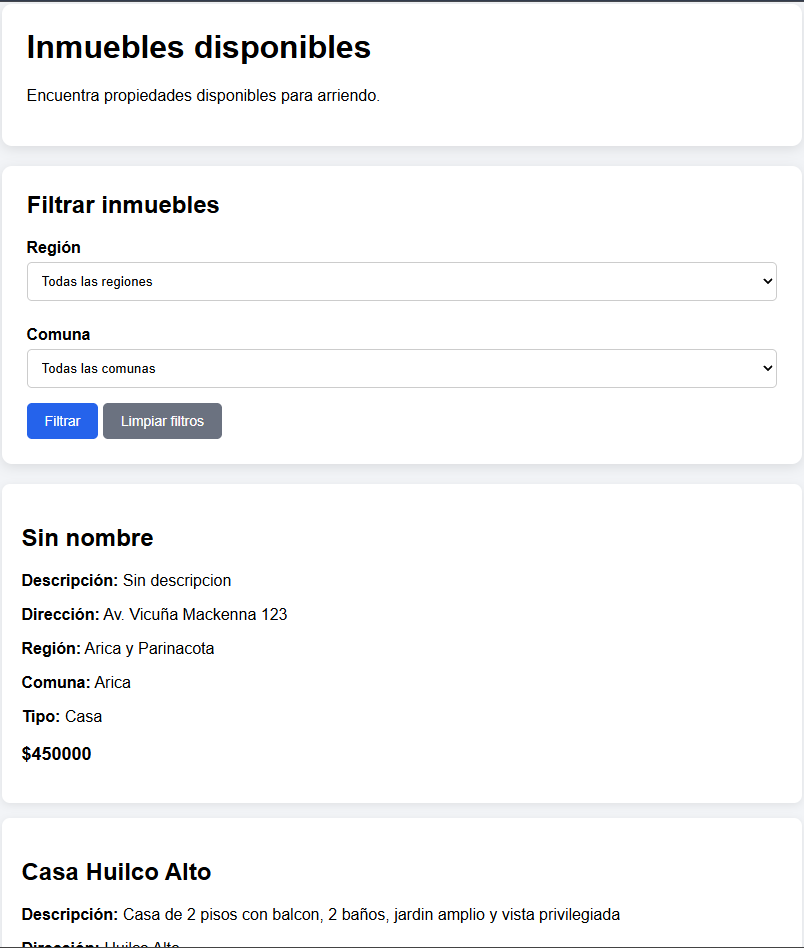 Inmuebles disponibles
Encuentra propiedades disponibles para arriendo.
Filtrar inmuebles
Región
Todas las regiones
Comuna
Todas las comunas
Filtrar Limpiar filtros
Sin nombre
Descripción: Sin descripcion
Dirección: Av. Vicuña Mackenna 123
Región: Arica y Parinacota
Comuna: Arica
Tipo: Casa
$450000
Casa Huilco Alto
Descripción: Casa de 2 pisos con balcon, 2 baños, jardin amplio y vista privilegiada
Dirección: Huilco Alto